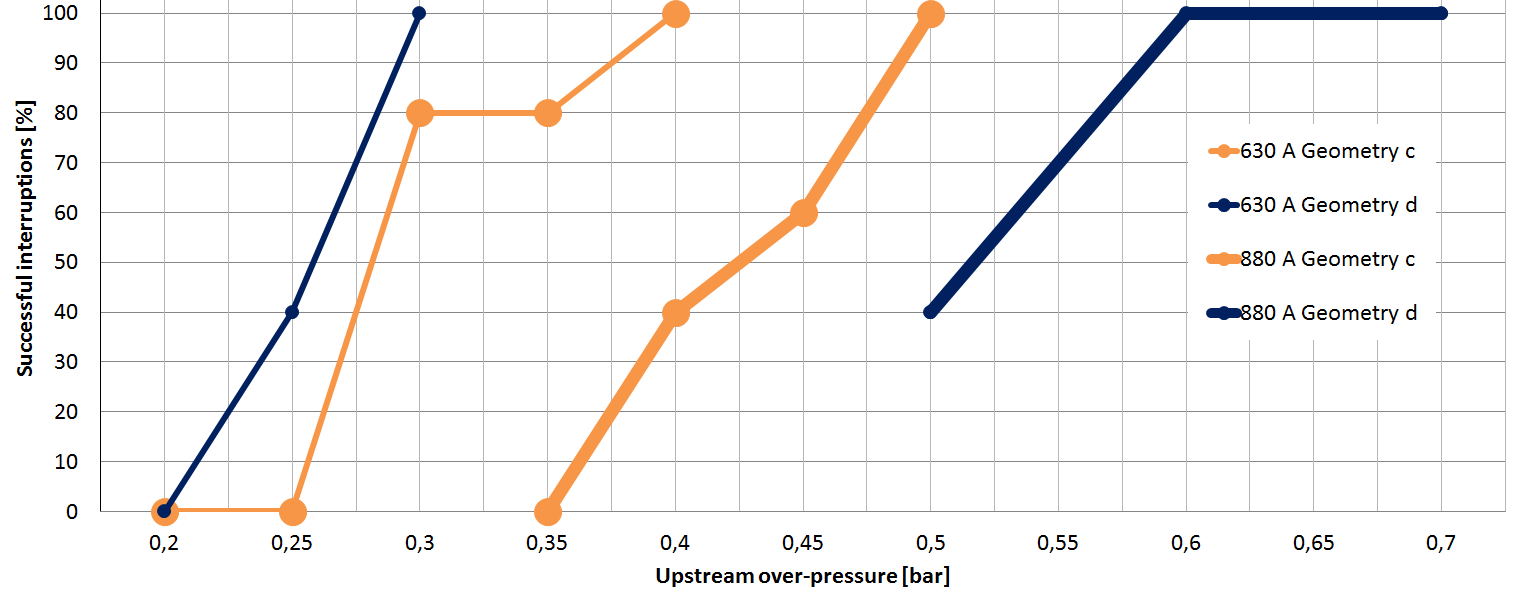 Successful interruptions [%]
100
90
80
70
60
50
40
30
20
10
0
630 A Geometry c
630 A Geometry d
880 A Geometry c
880 A Geometry d
0,2 0,25 0,3 0,35 0,4 0,45 0,5 0,55 0,6 0,65 0,7
Upstream over-pressure [bar]